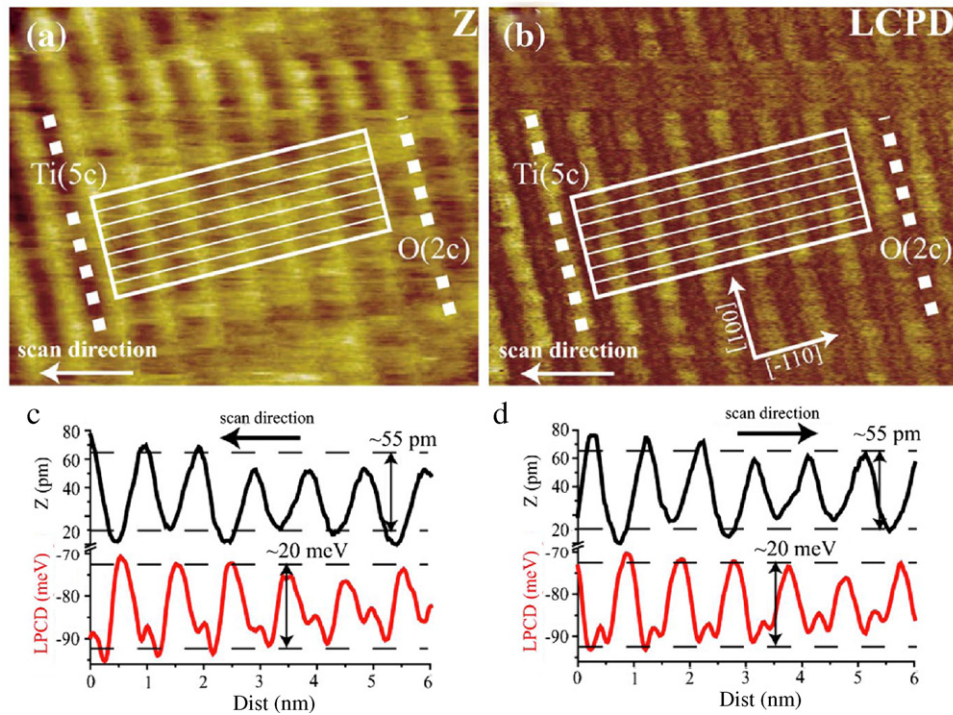 (a)
Z
Ti(5c)
O(2c)
scan direction
(b)
LCPD
Ti(5c)
O(2c)
[001]
[-110]
scan direction
c
scan direction
80
60
40
20
Z (pm)
~55 pm
-70
-80
-90
LPCD (meV)
~20 meV
0 1 2 3 4 5 6
Dist (nm)
d
scan direction
80
60
40
20
Z (pm)
~55 pm
-70
-80
-90
LPCD (meV)
~20 meV
0 1 2 3 4 5 6
Dist (nm)